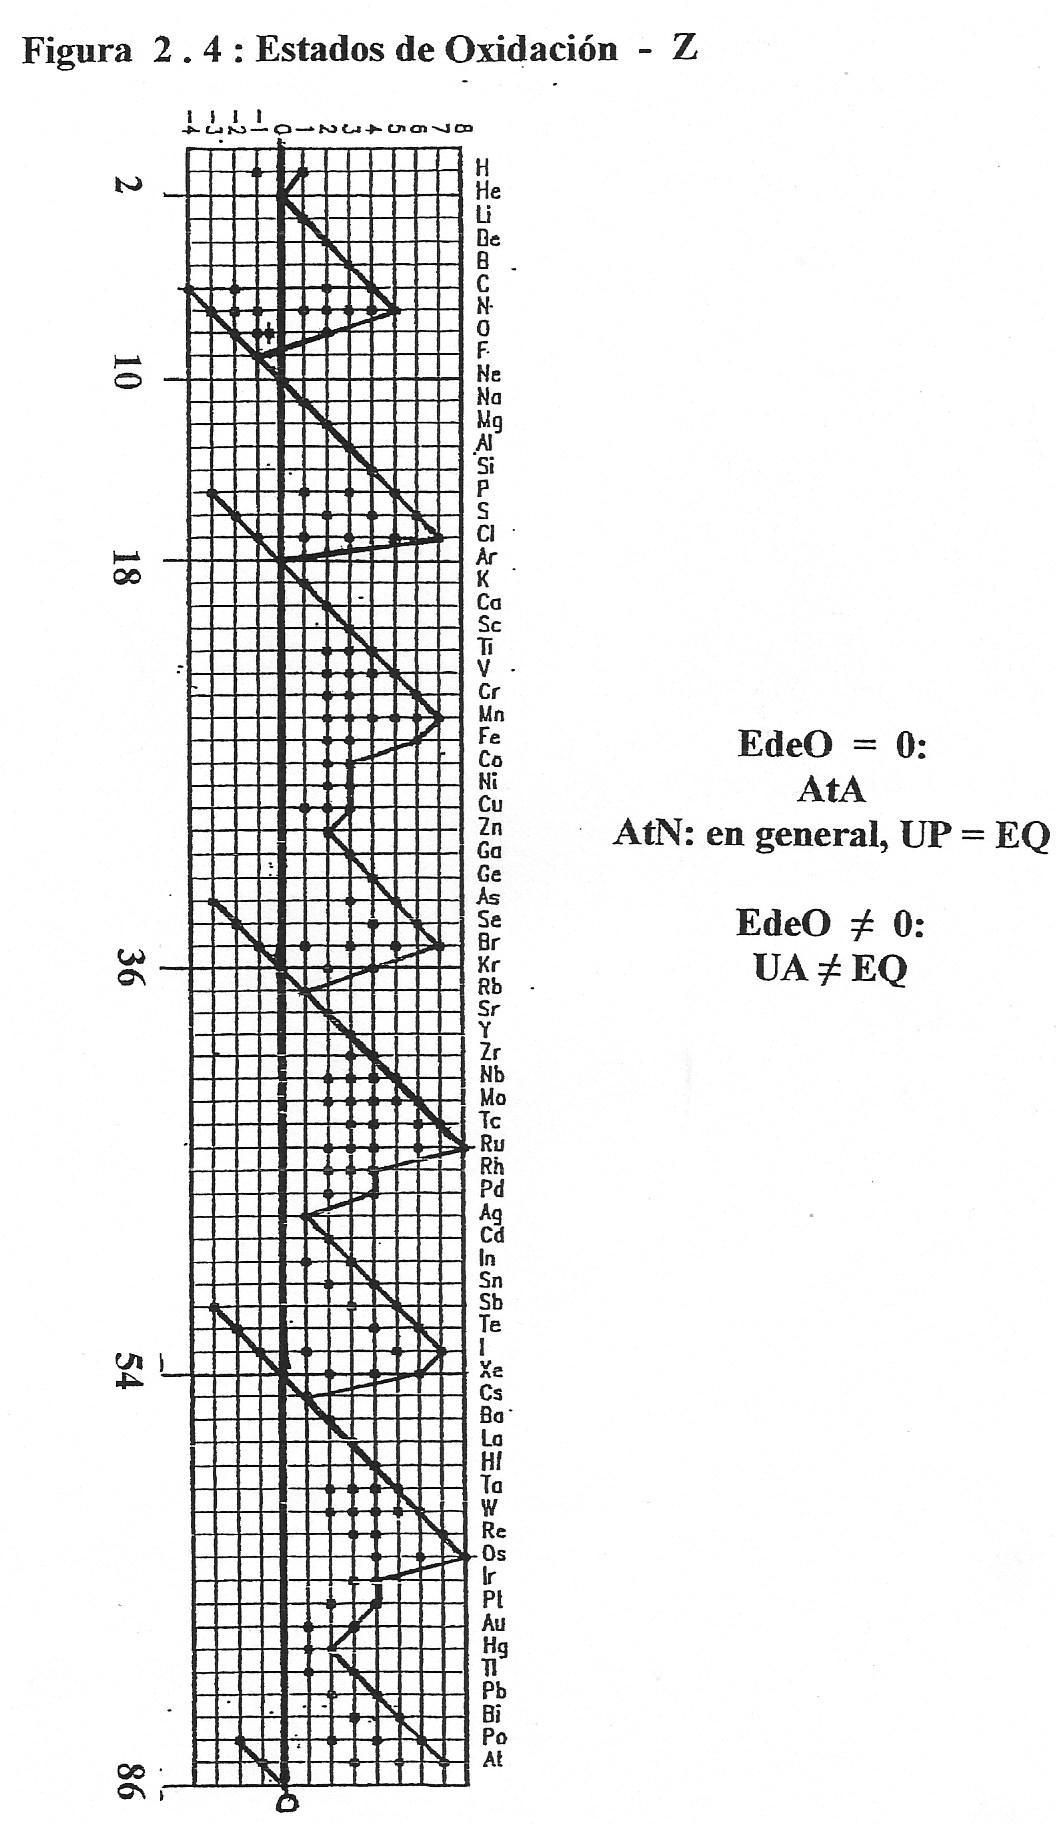 Figura 2 . 4 : Estados de Oxidación - Z
-4 -3 -2 -1 0 1 2 3 4 5 6 7 8
H
2
He
Li
Be
B
C
N
O
F
10
Ne
Na
Mg
Al
Si
P
S
Cl
18
Ar
K
Ca
Sc
Ti
V
Cr
Mn
Fe
Co
Ni
Cu
Zn
Ga
Ge
As
Se
Br
36
Kr
Rb
Sr
Y
Zr
Nb
Mo
Tc
Ru
Rh
Pd
Ag
Cd
In
Sn
Sb
Te
I
54
Xe
Cs
Ba
La
Hf
Ta
W
Re
Os
Ir
Pt
Au
Hg
Tl
Pb
Bi
Po
At
86
0
EdeO = 0:
AtA
AtN: en general, UP = EQ
EdeO ≠ 0:
UA ≠ EQ